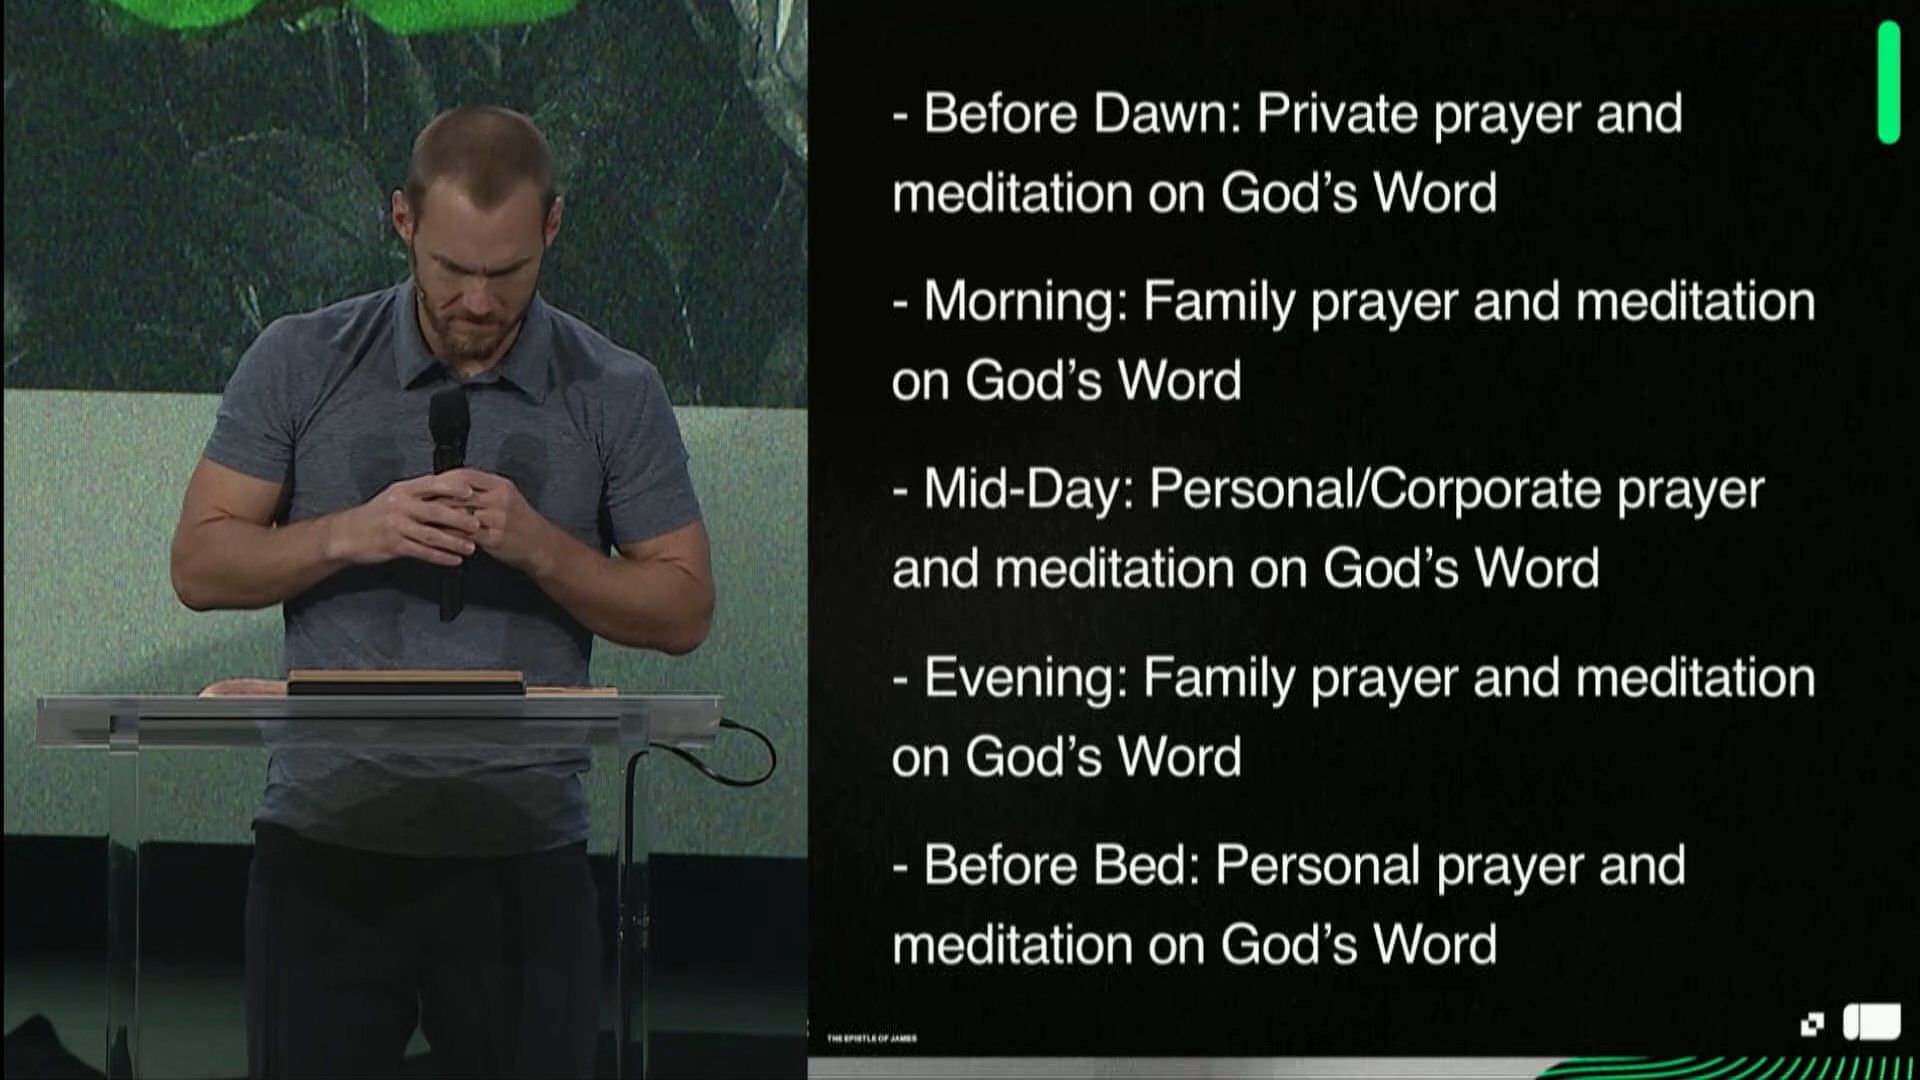 - Before Dawn: Private prayer and
meditation on God’s Word
- Morning: Family prayer and meditation
on God’s Word
- Mid-Day: Personal/Corporate prayer
and meditation on God’s Word
- Evening: Family prayer and meditation
on God’s Word
- Before Bed: Personal prayer and
meditation on God’s Word
THE EPISTLE OF JAMES